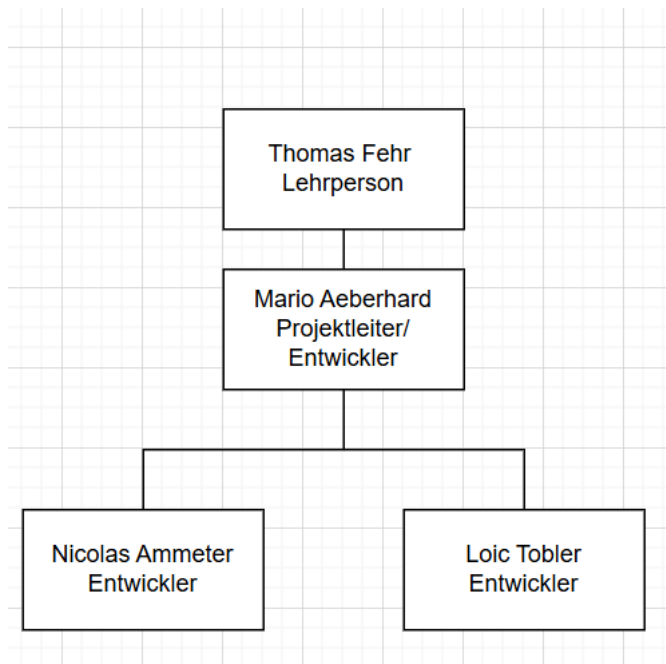 Thomas Fehr
Lehrperson
Mario Aeberhard
Projektleiter/
Entwickler
Nicolas Ammeter
Entwickler
Loic Tobler
Entwickler